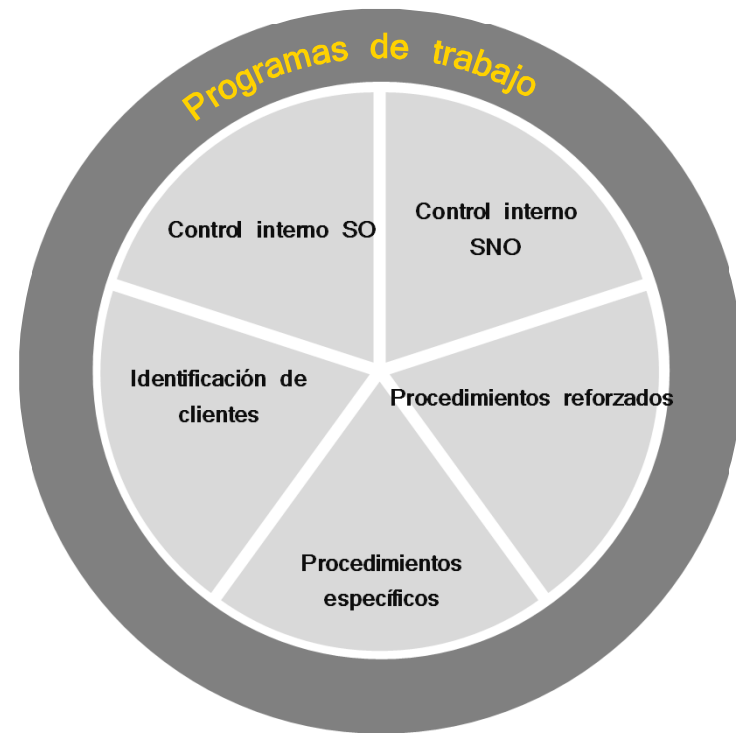 Programas de trabajo
Control interno SO
Control interno
SNO
Identificación de
clientes
Procedimientos reforzados
Procedimientos
específicos